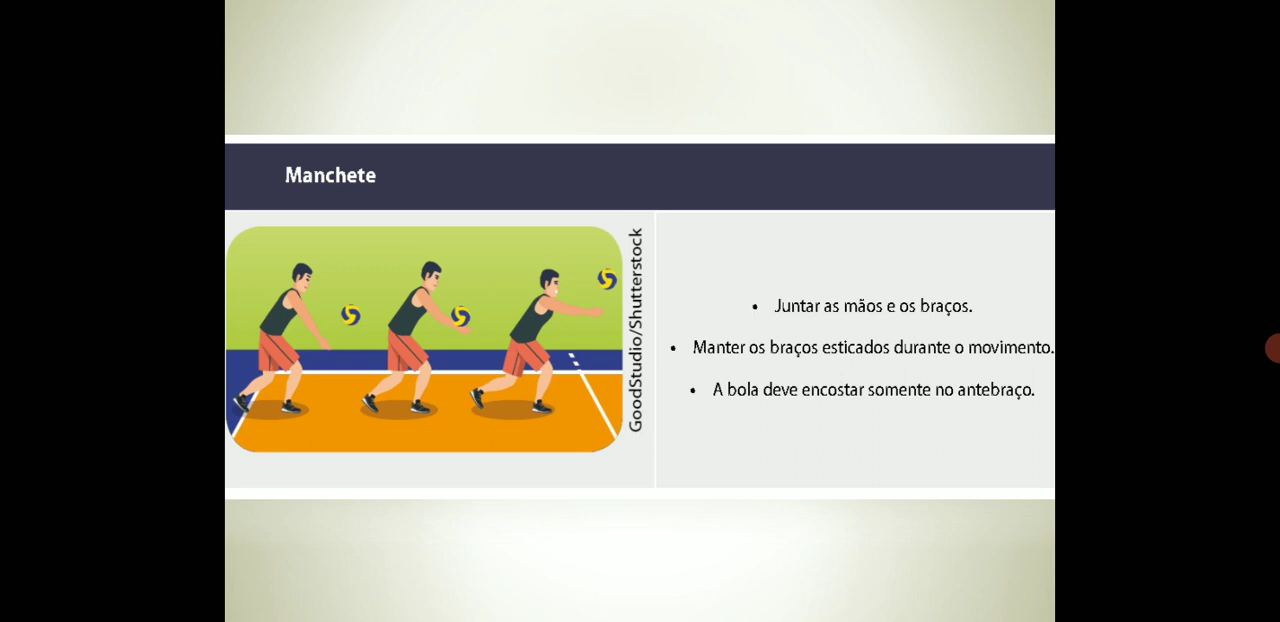 Manchete
GoodStudio/Shutterstock
• Juntar as mãos e os braços.
• Manter os braços esticados durante o movimento.
• A bola deve encostar somente no antebraço.